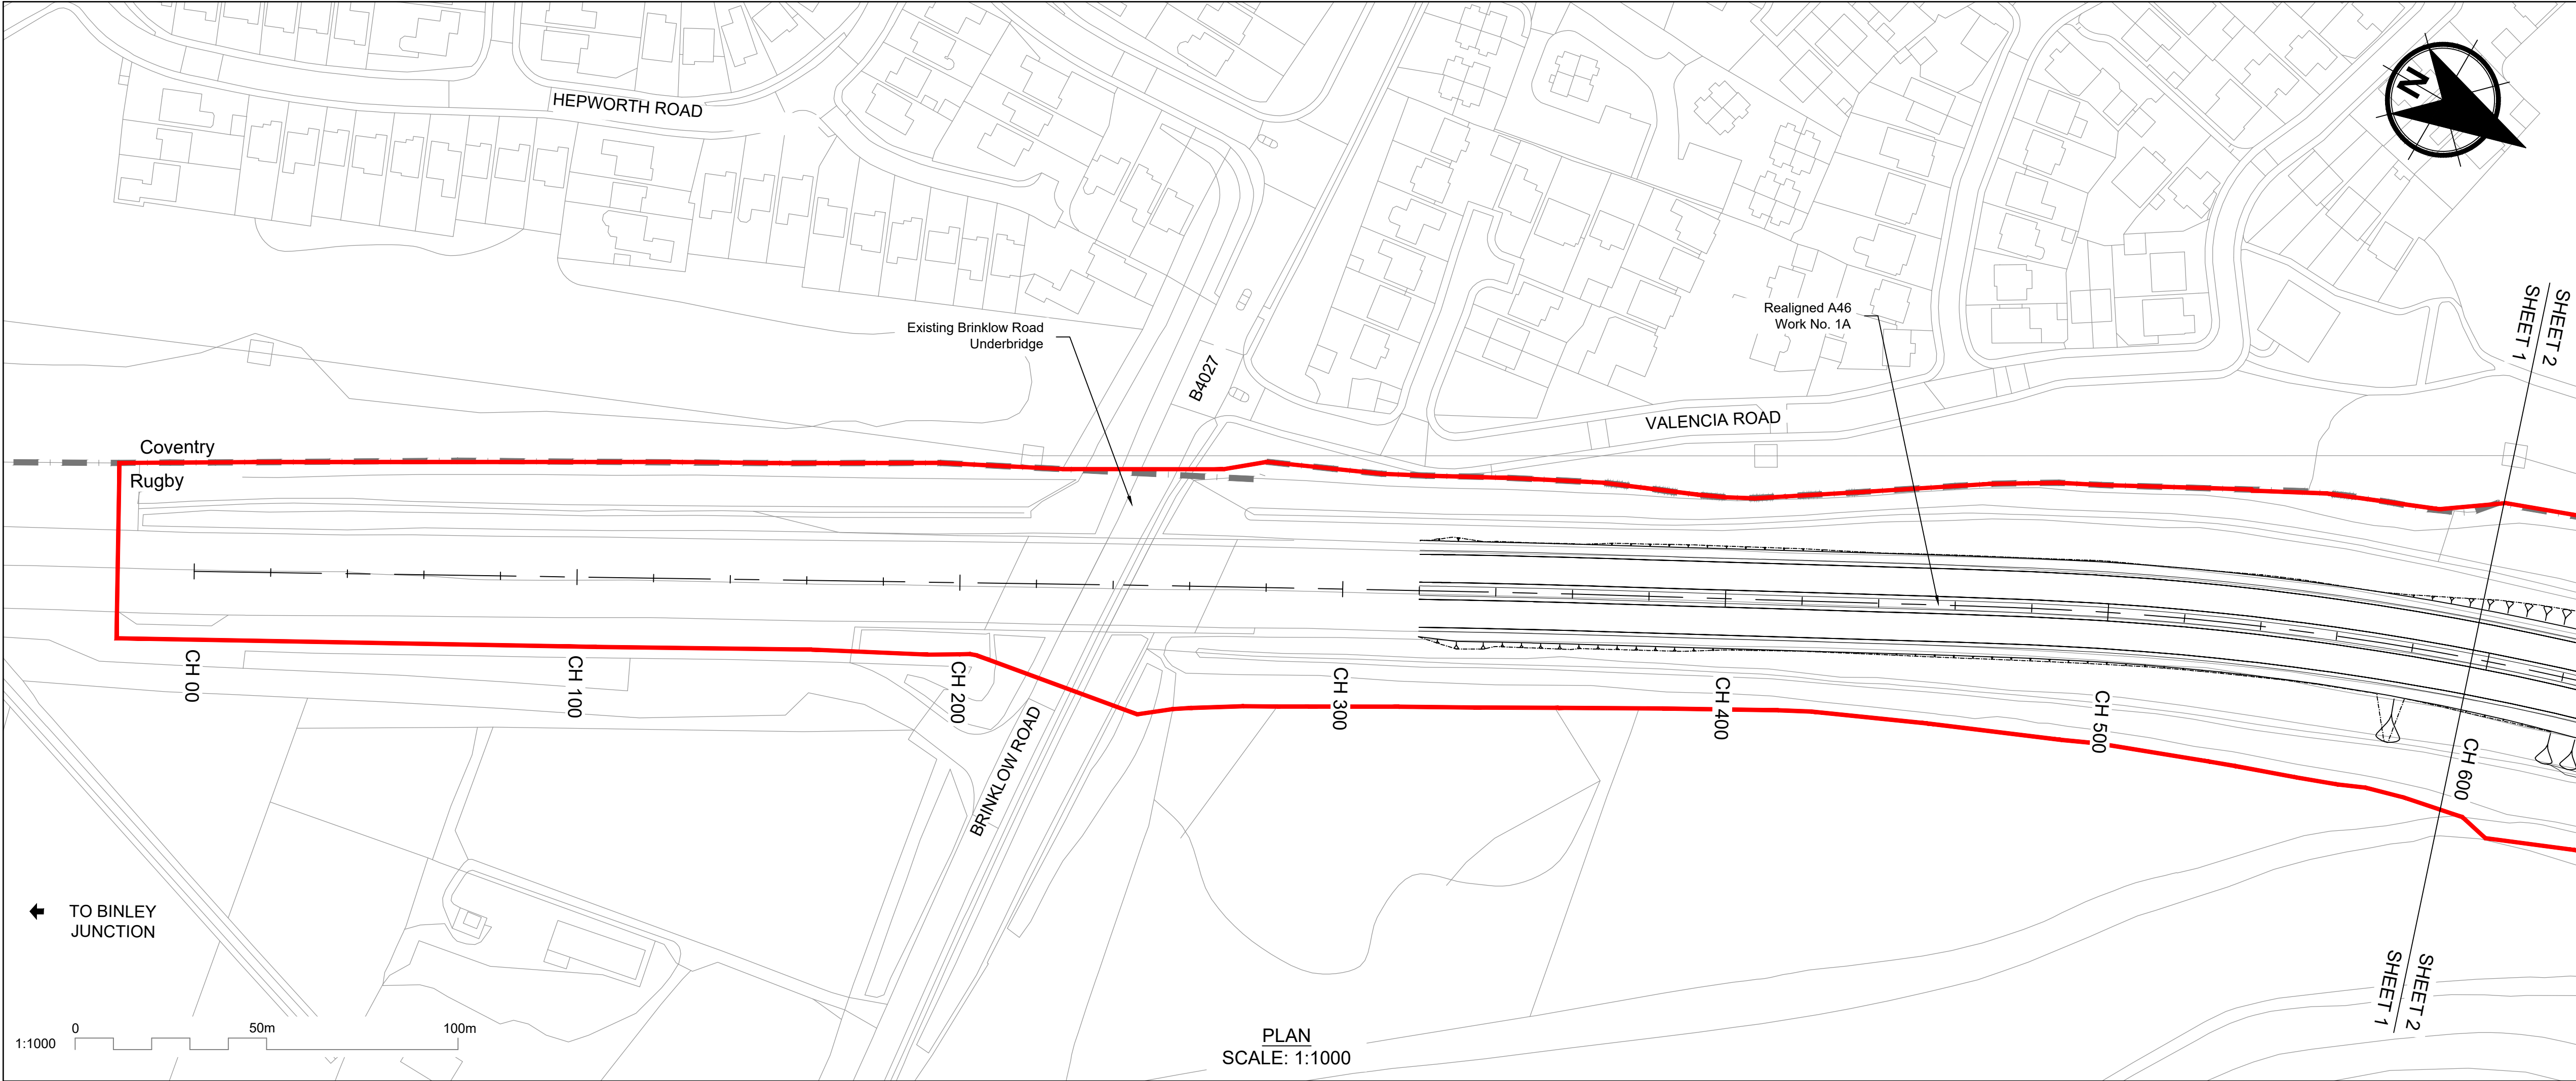 N
HEPWORTH ROAD
SHEET 1
SHEET 2
Realigned A46
Work No. 1A
Existing Brinklow Road
Underbridge
B4027
VALENCIA ROAD
Coventry
Rugby
CH 00
CH 100
CH 200
CH 300
CH 400
CH 500
CH 600
BRINKLOW ROAD
TO BINLEY
JUNCTION
SHEET 1
SHEET 2
0 50m 100m
1:1000
PLAN
SCALE: 1:1000